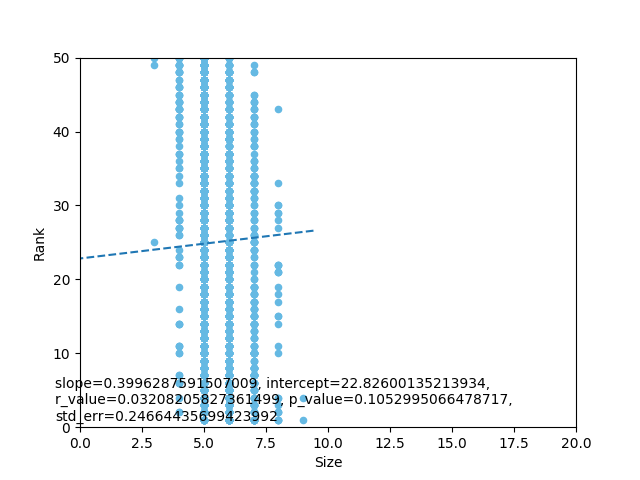 50
40
30
20
10
0
Rank
slope=0.3996287591507009, intercept=22.82600135213934,
r_value=0.03208205827361499, p_value=0.1052995066478717,
std_err=0.24664435699423992
0.0 2.5 5.0 7.5 10.0 12.5 15.0 17.5 20.0
Size